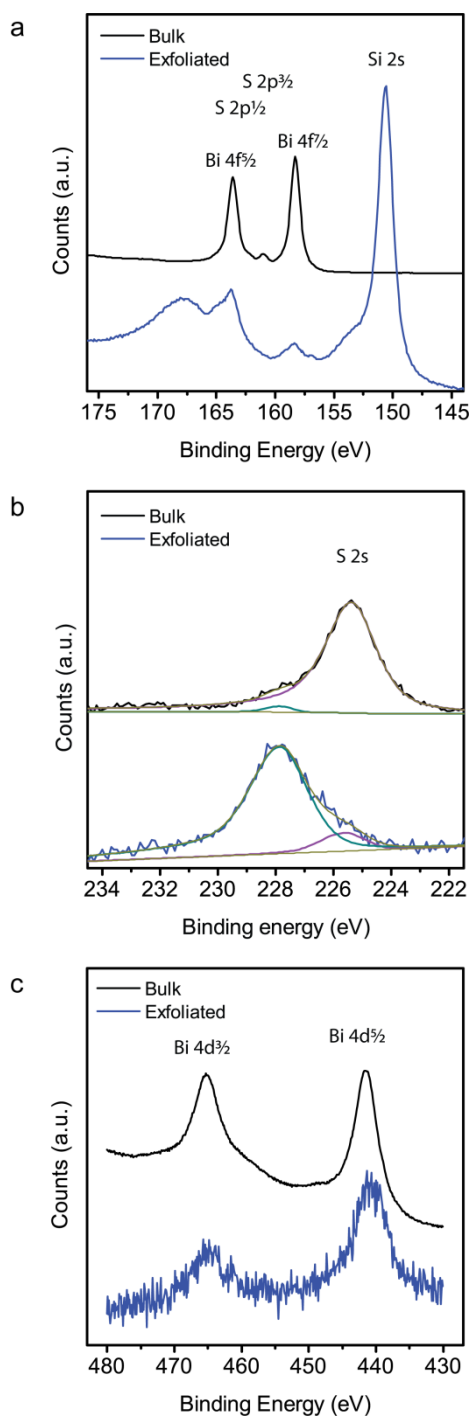 a
Bulk
Exfoliated
S 2p³⁄₂
S 2p½
Si 2s
Bi 4f⁵⁄₂
Bi 4f⁷⁄₂
Counts (a.u.)
175 170 165 160 155 150 145
Binding Energy (eV)
b
Bulk
Exfoliated
S 2s
Counts (a.u.)
234 232 230 228 226 224 222
Binding energy (eV)
c
Bulk
Exfoliated
Bi 4d³⁄₂
Bi 4d⁵⁄₂
Counts (a.u.)
480 470 460 450 440 430
Binding Energy (eV)